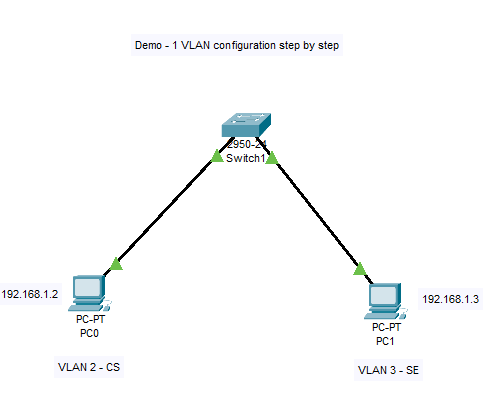 Demo - 1 VLAN configuration step by step
2950-24
Switch1
192.168.1.2
PC-PT
PC0
VLAN 2 - CS
192.168.1.3
PC-PT
PC1
VLAN 3 - SE